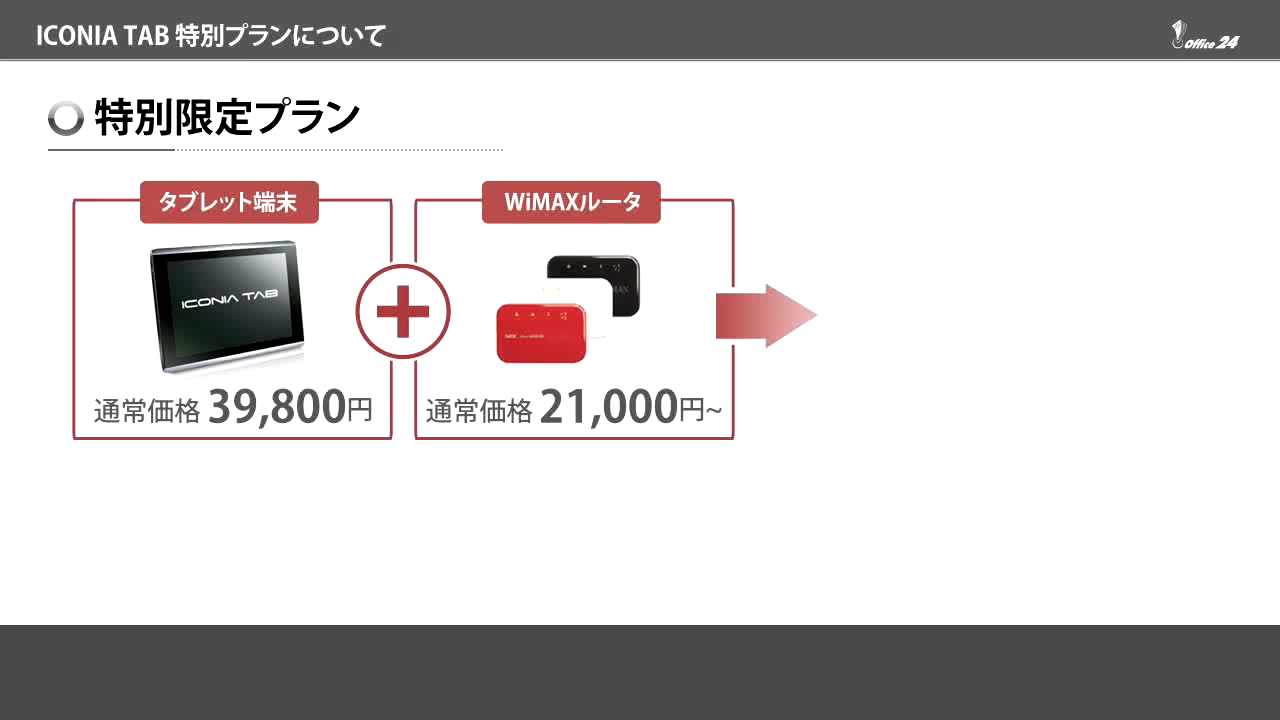 ICONIA TAB 特別プランについて
Office 24
特別限定プラン
タブレット端末
WiMAXルータ
ICONIA TAB
通常価格 39,800円
通常価格 21,000円~